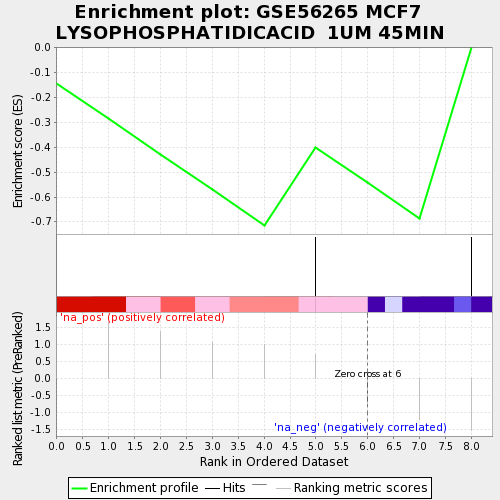 Enrichment plot: GSE56265 MCF7
LYSOPHOSPHATIDICACID 1UM 45MIN
Enrichment score (ES)
0.0
-0.1
-0.2
-0.3
-0.4
-0.5
-0.6
-0.7
'na_pos' (positively correlated)
Ranked list metric (PreRanked)
1.5
1.0
0.5
0.0
-0.5
-1.0
-1.5
Zero cross at 6
'na_neg' (negatively correlated)
0.0 0.5 1.0 1.5 2.0 2.5 3.0 3.5 4.0 4.5 5.0 5.5 6.0 6.5 7.0 7.5 8.0
Rank in Ordered Dataset
Enrichment profile Hits Ranking metric scores